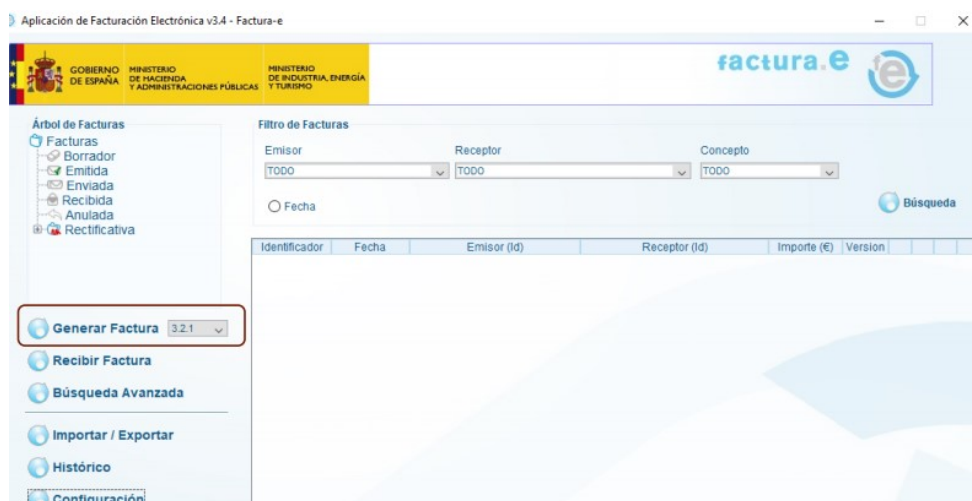 Aplicación de Facturación Electrónica v3.4 - Factura-e
GOBIERNO DE ESPAÑA
MINISTERIO DE HACIENDA Y ADMINISTRACIONES PÚBLICAS
MINISTERIO DE INDUSTRIA, ENERGÍA Y TURISMO
factura.e
Árbol de Facturas
Facturas
Borrador
Emitida
Enviada
Recibida
Anulada
Rectificativa
Filtro de Facturas
Emisor Receptor Concepto
TODO TODO TODO
Fecha
Búsqueda
Identificador Fecha Emisor (Id) Receptor (Id) Importe (€) Version
Generar Factura 3.2.1
Recibir Factura
Búsqueda Avanzada
Importar / Exportar
Histórico
Configuración